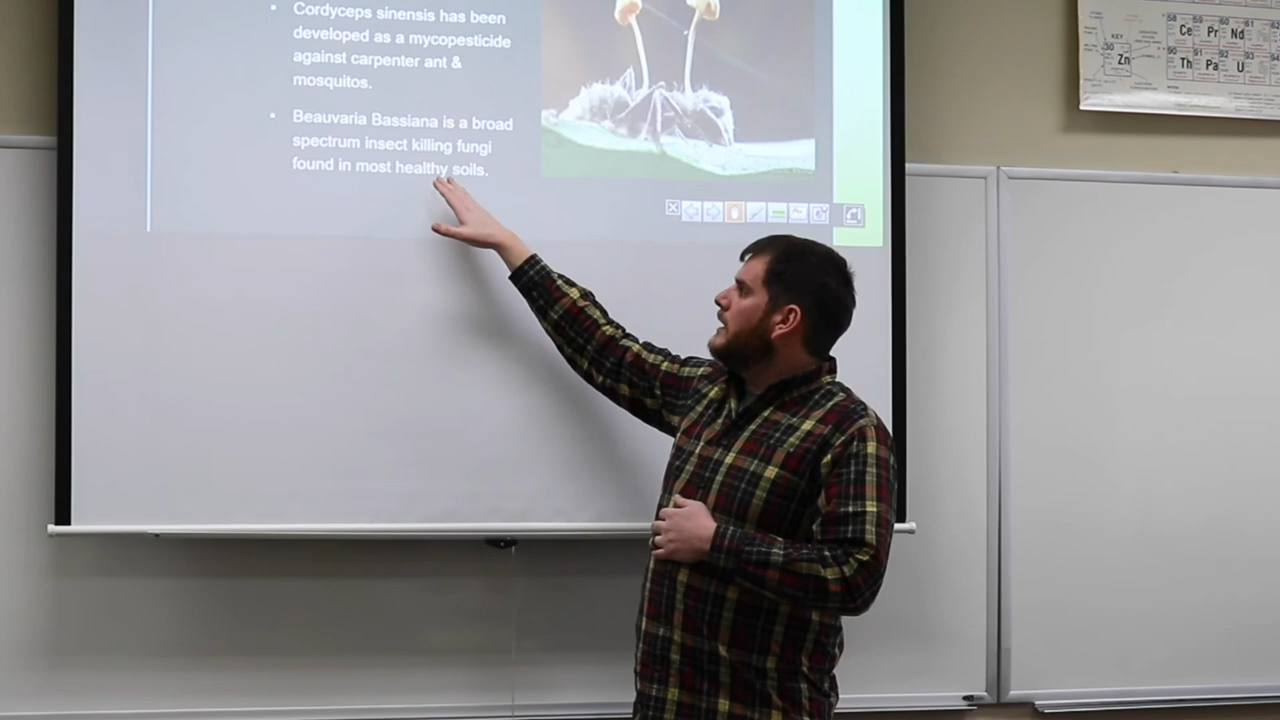 • Cordyceps sinensis has been
developed as a mycopesticide
against carpenter ant &
mosquitos.
• Beauvaria Bassiana is a broad
spectrum insect killing fungi
found in most healthy soils.
58 59 60 61
Ce Pr Nd
90 91 92 93
Th Pa U
KEY
30
Zn